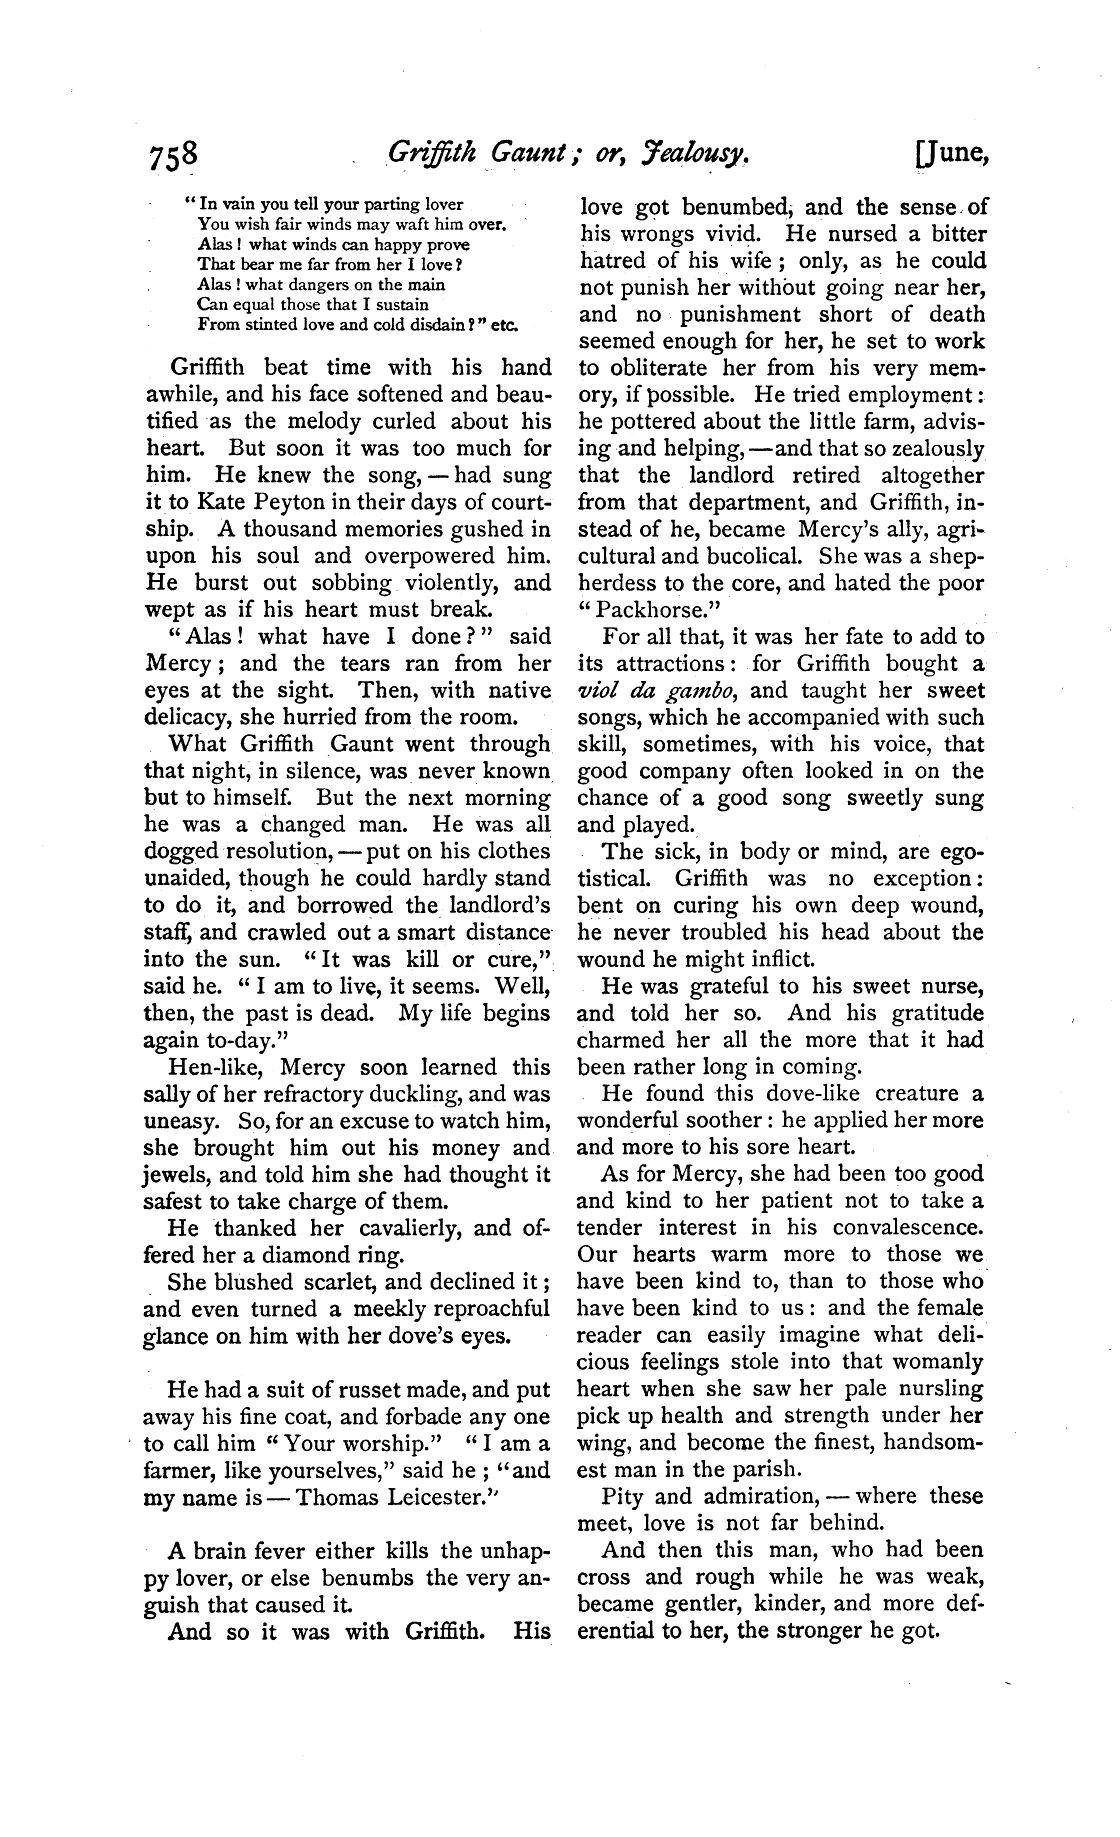 758 Griffith Gaunt; or, Jealousy. [June,
"In vain you tell your parting lover
You wish fair winds may waft him over.
Alas! what winds can happy prove
That bear me far from her I love?
Alas! what dangers on the main
Can equal those that I sustain
From stinted love and cold disdain?" etc.
Griffith beat time with his hand
awhile, and his face softened and beau-
tified as the melody curled about his
heart. But soon it was too much for
him. He knew the song,—had sung
it to Kate Peyton in their days of court-
ship. A thousand memories gushed in
upon his soul and overpowered him.
He burst out sobbing violently, and
wept as if his heart must break.
"Alas! what have I done?" said
Mercy; and the tears ran from her
eyes at the sight. Then, with native
delicacy, she hurried from the room.
What Griffith Gaunt went through
that night, in silence, was never known
but to himself. But the next morning
he was a changed man. He was all
dogged resolution,—put on his clothes
unaided, though he could hardly stand
to do it, and borrowed the landlord's
staff, and crawled out a smart distance
into the sun. "It was kill or cure,"
said he. "I am to live, it seems. Well,
then, the past is dead. My life begins
again to-day."
Hen-like, Mercy soon learned this
sally of her refractory duckling, and was
uneasy. So, for an excuse to watch him,
she brought him out his money and
jewels, and told him she had thought it
safest to take charge of them.
He thanked her cavalierly, and of-
fered her a diamond ring.
She blushed scarlet, and declined it;
and even turned a meekly reproachful
glance on him with her dove's eyes.
He had a suit of russet made, and put
away his fine coat, and forbade any one
to call him "Your worship." "I am a
farmer, like yourselves," said he; "and
my name is—Thomas Leicester."
A brain fever either kills the unhap-
py lover, or else benumbs the very an-
guish that caused it.
And so it was with Griffith. His
love got benumbed, and the sense of
his wrongs vivid. He nursed a bitter
hatred of his wife; only, as he could
not punish her without going near her,
and no punishment short of death
seemed enough for her, he set to work
to obliterate her from his very mem-
ory, if possible. He tried employment:
he pottered about the little farm, advis-
ing and helping,—and that so zealously
that the landlord retired altogether
from that department, and Griffith, in-
stead of he, became Mercy's ally, agri-
cultural and bucolical. She was a shep-
herdess to the core, and hated the poor
"Packhorse."
For all that, it was her fate to add to
its attractions: for Griffith bought a
viol da gambo, and taught her sweet
songs, which he accompanied with such
skill, sometimes, with his voice, that
good company often looked in on the
chance of a good song sweetly sung
and played.
The sick, in body or mind, are ego-
tistical. Griffith was no exception:
bent on curing his own deep wound,
he never troubled his head about the
wound he might inflict.
He was grateful to his sweet nurse,
and told her so. And his gratitude
charmed her all the more that it had
been rather long in coming.
He found this dove-like creature a
wonderful soother: he applied her more
and more to his sore heart.
As for Mercy, she had been too good
and kind to her patient not to take a
tender interest in his convalescence.
Our hearts warm more to those we
have been kind to, than to those who
have been kind to us: and the female
reader can easily imagine what deli-
cious feelings stole into that womanly
heart when she saw her pale nursling
pick up health and strength under her
wing, and become the finest, handsom-
est man in the parish.
Pity and admiration,—where these
meet, love is not far behind.
And then this man, who had been
cross and rough while he was weak,
became gentler, kinder, and more def-
erential to her, the stronger he got.